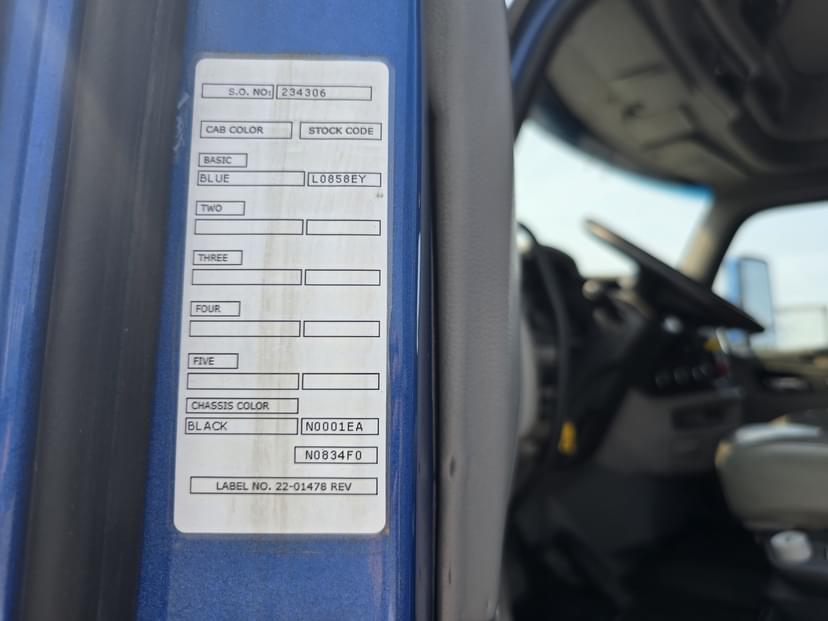 S.O. NO: 234306
CAB COLOR STOCK CODE
BASIC
BLUE L0858EY
TWO
THREE
FOUR
FIVE
CHASSIS COLOR
BLACK N0001EA
N0834F0
LABEL NO. 22-01478 REV